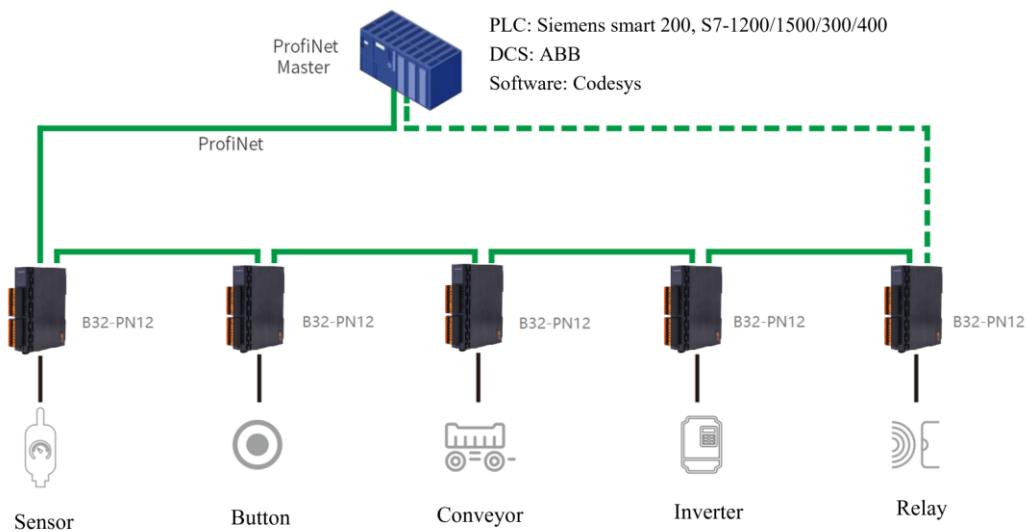 ProfiNet
Master
PLC: Siemens smart 200, S7-1200/1500/300/400
DCS: ABB
Software: Codesys
ProfiNet
B32-PN12
B32-PN12
B32-PN12
B32-PN12
B32-PN12
Sensor
Button
Conveyor
Inverter
Relay